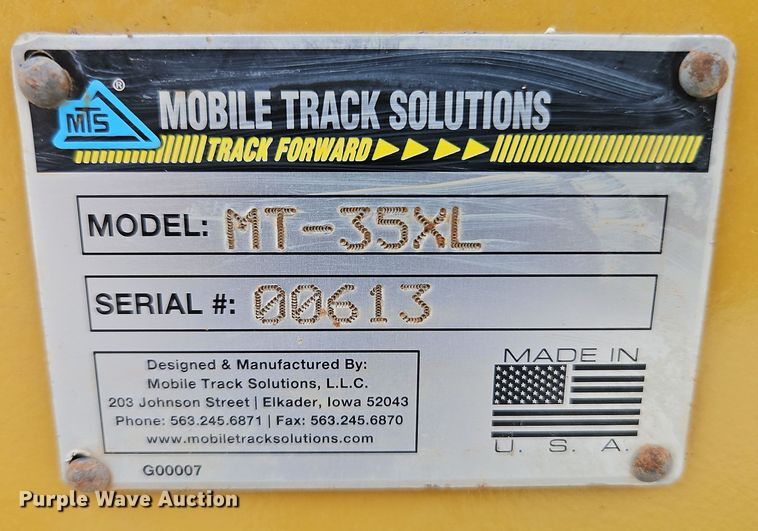 MTS ® MOBILE TRACK SOLUTIONS
TRACK FORWARD
MODEL: MT-35XL
SERIAL #: 00613
Designed & Manufactured By:
Mobile Track Solutions, L.L.C.
203 Johnson Street | Elkader, Iowa 52043
Phone: 563.245.6871 | Fax: 563.245.6870
www.mobiletracksolutions.com
G00007
MADE IN
U. S. A.
Purple Wave Auction